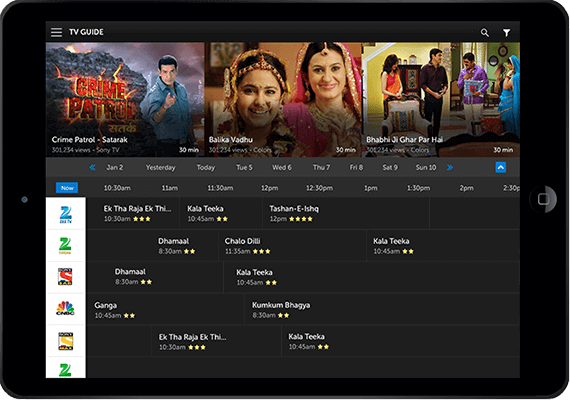 TV GUIDE
CRIME
PATROL
सतर्क
Crime Patrol - Satarak
301,234 views - Sony TV
30 min
Balika Vadhu
301,234 views - Colors
30 min
Bhabhi Ji Ghar Par Hai
301,234 views - Colors
30 min
Jan 2 Yesterday Today Tue 5 Wed 6 Thu 7 Fri 8 Sat 9 Sun 10
Now 10:30am 11am 11:30am 12pm 12:30pm 1pm 1:30pm 2pm 2:30p
ZEE TV
Ek Tha Raja Ek Thi... Kala Teeka Tashan-E-Ishq
10:45am 10:45am 12pm
CINEMA
Dhamaal Chalo Dilli Kala Teeka
8:30am 11:35am 10:45am
SONY
SAB
Dhamaal Kala Teeka
8:30am 10:45am
CNBC
Ganga Kumkum Bhagya
10:45am 8:30am
SONY
MAX
Ek Tha Raja Ek Thi... Kala Teeka
10:30am 10:45am